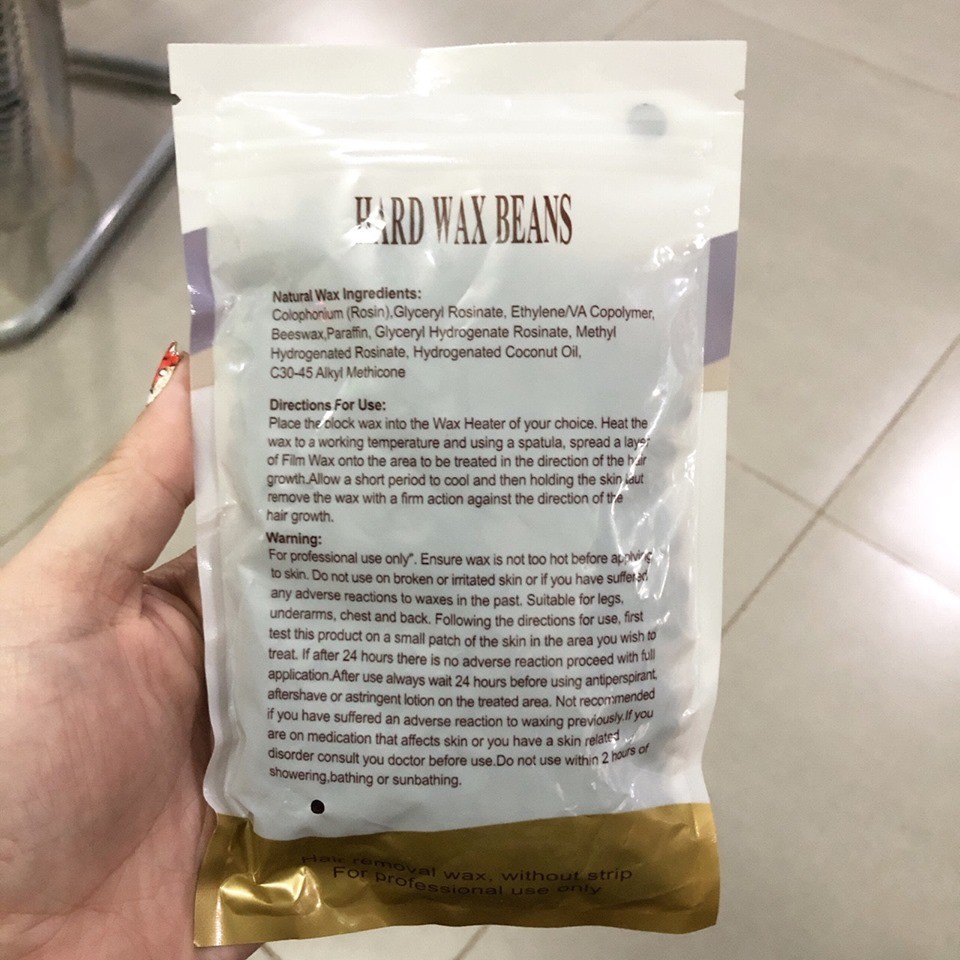 HARD WAX BEANS
Natural Wax Ingredients:
Colophonium (Rosin),Glyceryl Rosinate, Ethylene/VA Copolymer,
Beeswax,Paraffin, Glyceryl Hydrogenate Rosinate, Methyl
Hydrogenated Rosinate, Hydrogenated Coconut Oil,
C30-45 Alkyl Methicone
Directions For Use:
Place the block wax into the Wax Heater of your choice. Heat the
wax to a working temperature and using a spatula, spread a layer
of Film Wax onto the area to be treated in the direction of the hair
growth.Allow a short period to cool and then holding the skin taut
remove the wax with a firm action against the direction of the
hair growth.
Warning:
For professional use only". Ensure wax is not too hot before applying
to skin. Do not use on broken or irritated skin or if you have suffered
any adverse reactions to waxes in the past. Suitable for legs,
underarms, chest and back. Following the directions for use, first
test this product on a small patch of the skin in the area you wish to
treat. If after 24 hours there is no adverse reaction proceed with full
application.After use always wait 24 hours before using antiperspirant,
aftershave or astringent lotion on the treated area. Not recommended
if you have suffered an adverse reaction to waxing previously.If you
are on medication that affects skin or you have a skin related
disorder consult you doctor before use.Do not use within 2 hours of
showering,bathing or sunbathing.
Hair removal wax, without strip
For professional use only